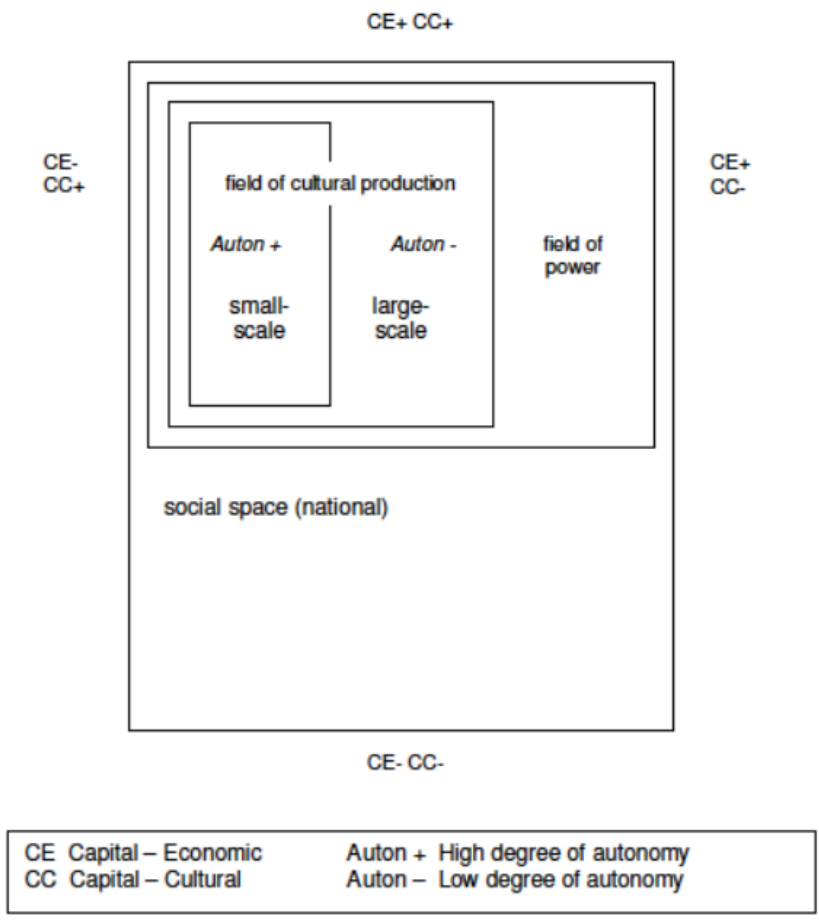 CE+ CC+
CE-
CC+
CE+
CC-
field of cultural production
Auton +
Auton -
field of
power
small-
scale
large-
scale
social space (national)
CE- CC-
CE Capital – Economic
Auton + High degree of autonomy
CC Capital – Cultural
Auton – Low degree of autonomy